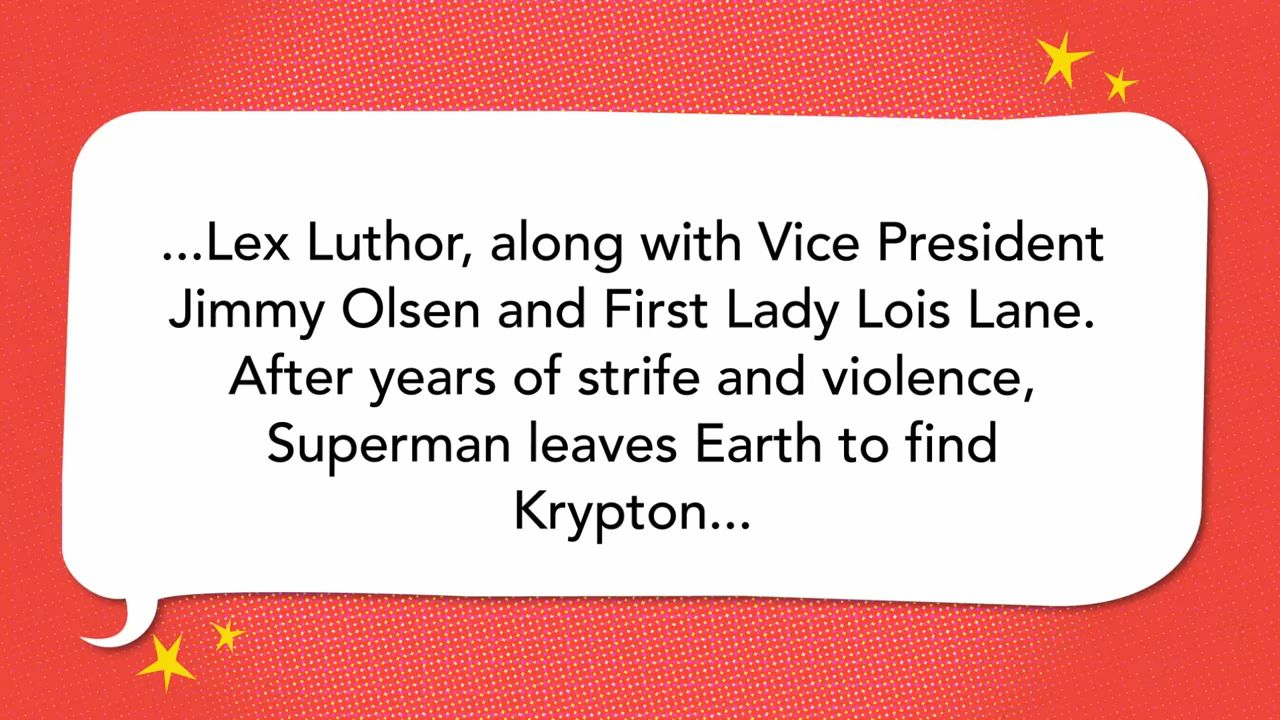 ...Lex Luthor, along with Vice President
Jimmy Olsen and First Lady Lois Lane.
After years of strife and violence,
Superman leaves Earth to find
Krypton...